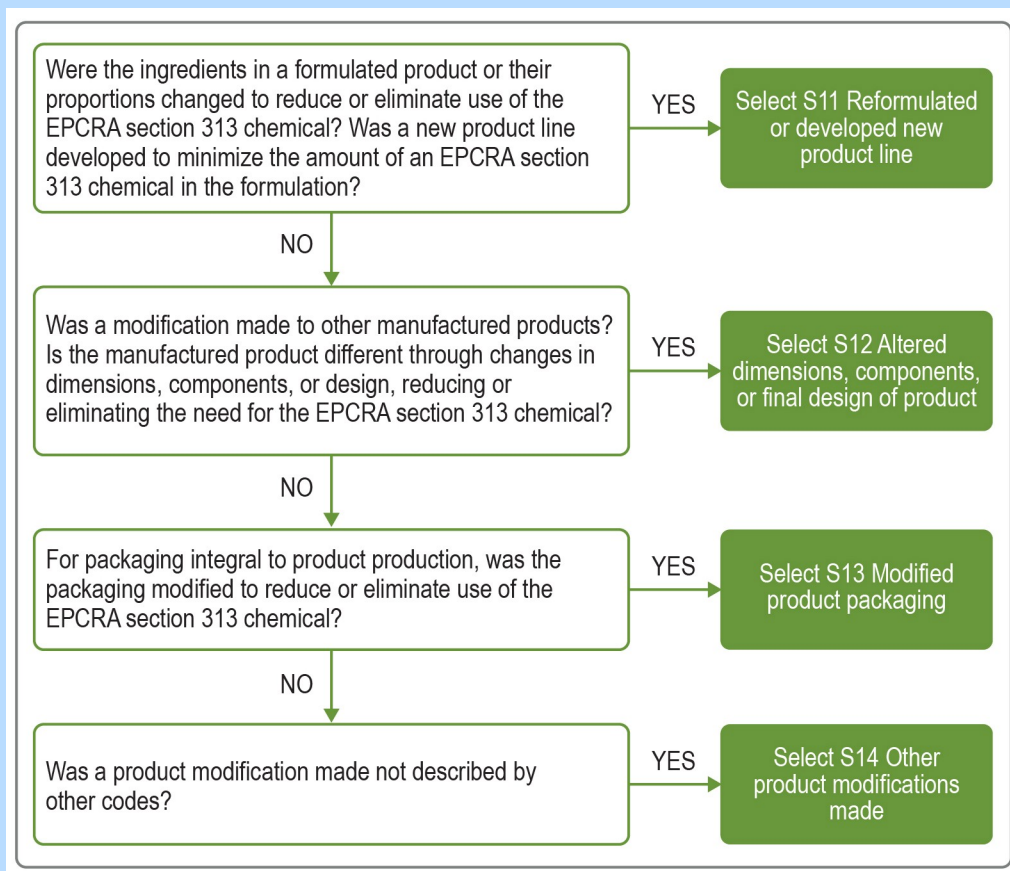 Were the ingredients in a formulated product or their
proportions changed to reduce or eliminate use of the
EPCRA section 313 chemical? Was a new product line
developed to minimize the amount of an EPCRA section
313 chemical in the formulation?
YES
Select S11 Reformulated
or developed new
product line
NO
Was a modification made to other manufactured products?
Is the manufactured product different through changes in
dimensions, components, or design, reducing or
eliminating the need for the EPCRA section 313 chemical?
YES
Select S12 Altered
dimensions, components,
or final design of product
NO
For packaging integral to product production, was the
packaging modified to reduce or eliminate use of the
EPCRA section 313 chemical?
YES
Select S13 Modified
product packaging
NO
Was a product modification made not described by
other codes?
YES
Select S14 Other
product modifications
made